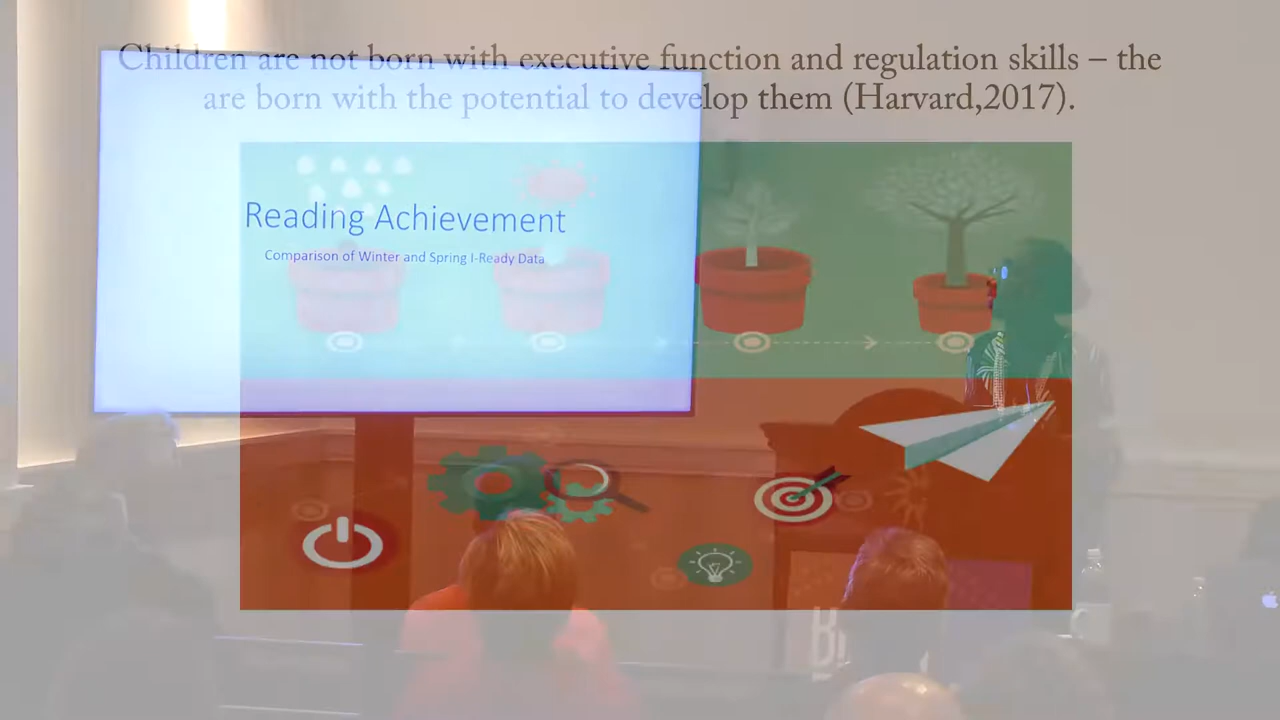 Children are not born with executive function and regulation skills – the
are born with the potential to develop them (Harvard,2017).
Reading Achievement
Comparison of Winter and Spring I-Ready Data